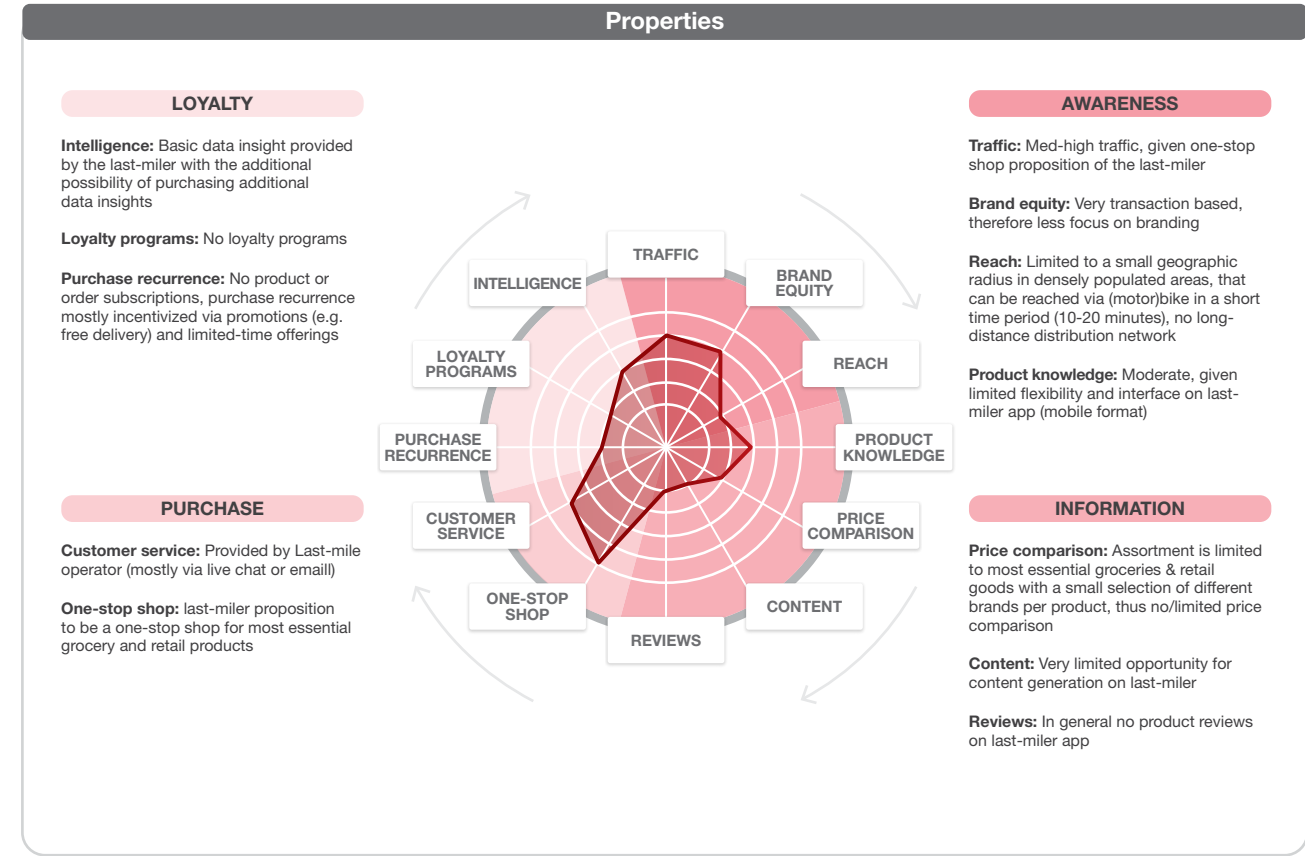 Properties
LOYALTY
Intelligence: Basic data insight provided
by the last-miler with the additional
possibility of purchasing additional
data insights
Loyalty programs: No loyalty programs
Purchase recurrence: No product or
order subscriptions, purchase recurrence
mostly incentivized via promotions (e.g.
free delivery) and limited-time offerings
PURCHASE
Customer service: Provided by Last-mile
operator (mostly via live chat or emaill)
One-stop shop: last-miler proposition
to be a one-stop shop for most essential
grocery and retail products
TRAFFIC
BRAND
EQUITY
REACH
PRODUCT
KNOWLEDGE
PRICE
COMPARISON
CONTENT
REVIEWS
ONE-STOP
SHOP
CUSTOMER
SERVICE
PURCHASE
RECURRENCE
LOYALTY
PROGRAMS
INTELLIGENCE
AWARENESS
Traffic: Med-high traffic, given one-stop
shop proposition of the last-miler
Brand equity: Very transaction based,
therefore less focus on branding
Reach: Limited to a small geographic
radius in densely populated areas, that
can be reached via (motor)bike in a short
time period (10-20 minutes), no long-
distance distribution network
Product knowledge: Moderate, given
limited flexibility and interface on last-
miler app (mobile format)
INFORMATION
Price comparison: Assortment is limited
to most essential groceries & retail
goods with a small selection of different
brands per product, thus no/limited price
comparison
Content: Very limited opportunity for
content generation on last-miler
Reviews: In general no product reviews
on last-miler app